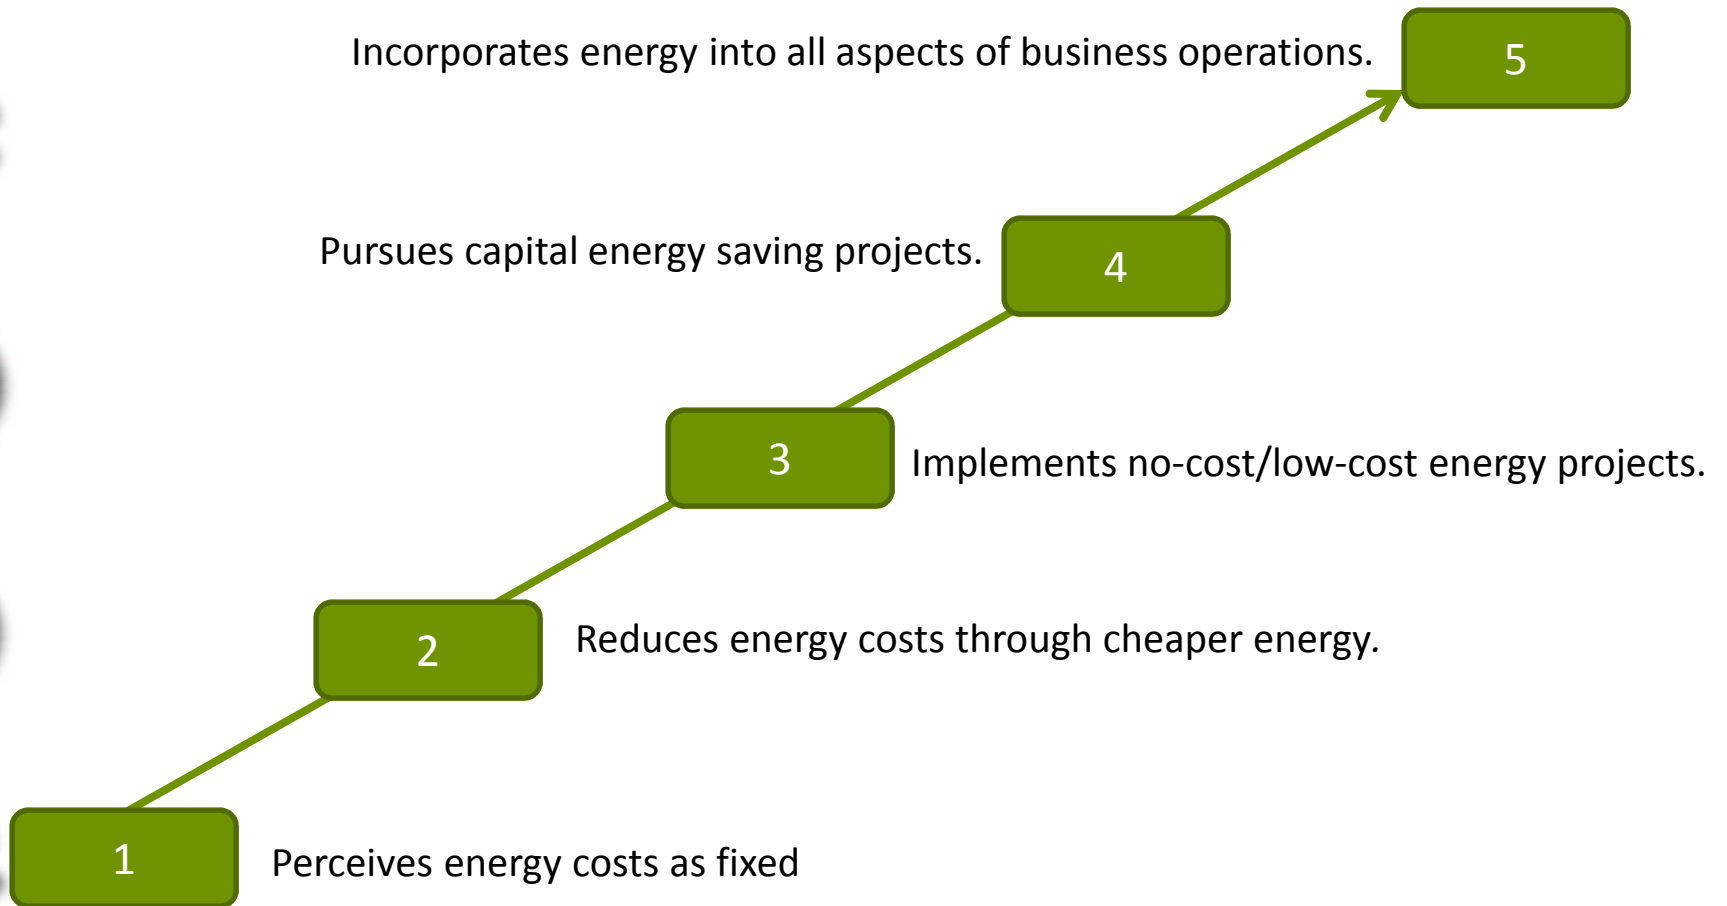 Incorporates energy into all aspects of business operations.
5
Pursues capital energy saving projects.
4
3
Implements no-cost/low-cost energy projects.
2
Reduces energy costs through cheaper energy.
1
Perceives energy costs as fixed